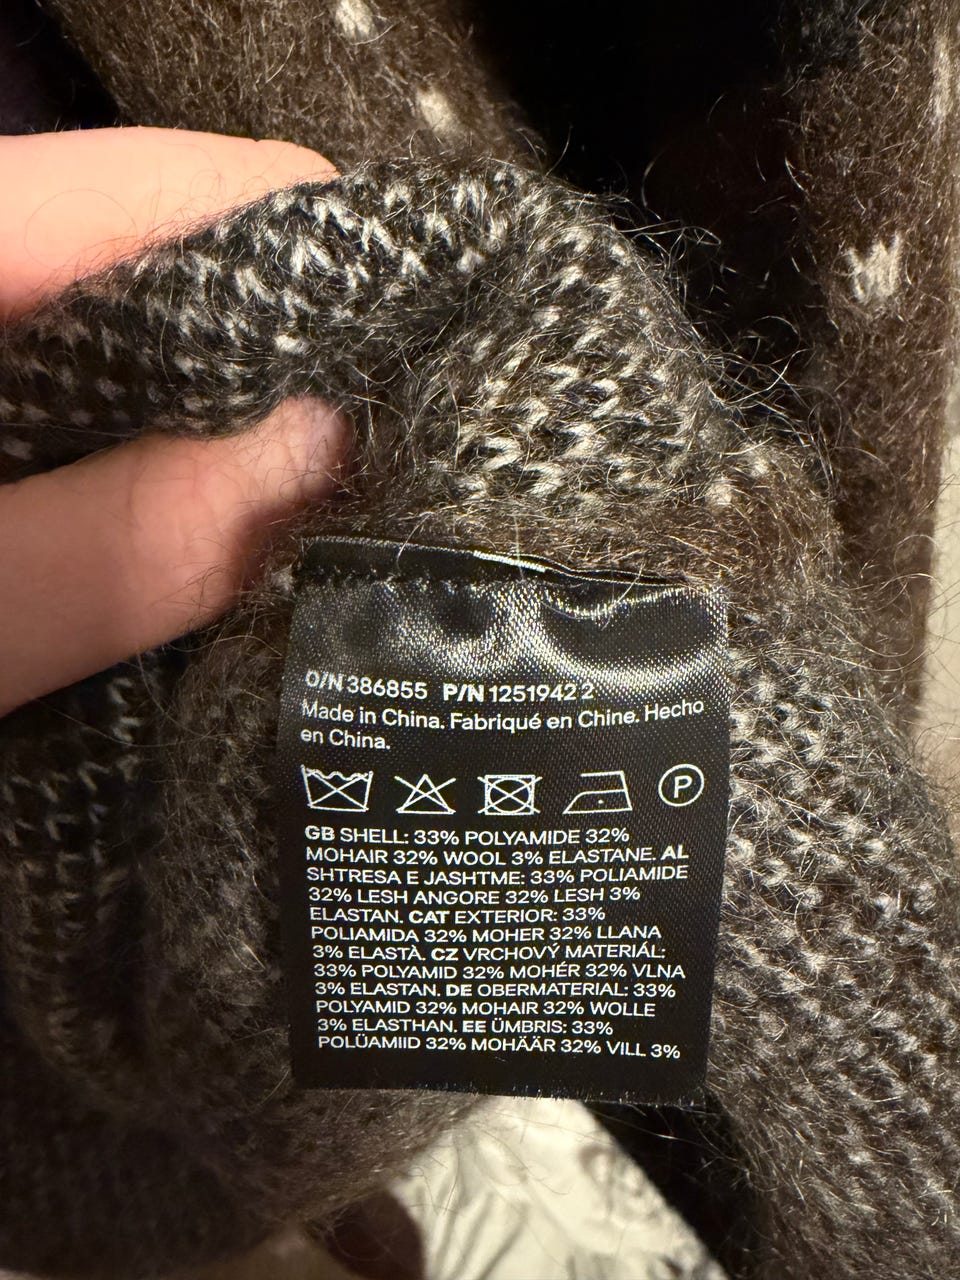 O/N 386855 P/N 1251942 2
Made in China. Fabriqué en Chine. Hecho
en China.
P
GB SHELL: 33% POLYAMIDE 32%
MOHAIR 32% WOOL 3% ELASTANE. AL
SHTRESA E JASHTME: 33% POLIAMIDE
32% LESH ANGORE 32% LESH 3%
ELASTAN. CAT EXTERIOR: 33%
POLIAMIDA 32% MOHER 32% LLANA
3% ELASTÀ. CZ VRCHOVÝ MATERIÁL:
33% POLYAMID 32% MOHÉR 32% VLNA
3% ELASTAN. DE OBERMATERIAL: 33%
POLYAMID 32% MOHAIR 32% WOLLE
3% ELASTHAN. EE ÜMBRIS: 33%
POLÜAMIID 32% MOHÄÄR 32% VILL 3%